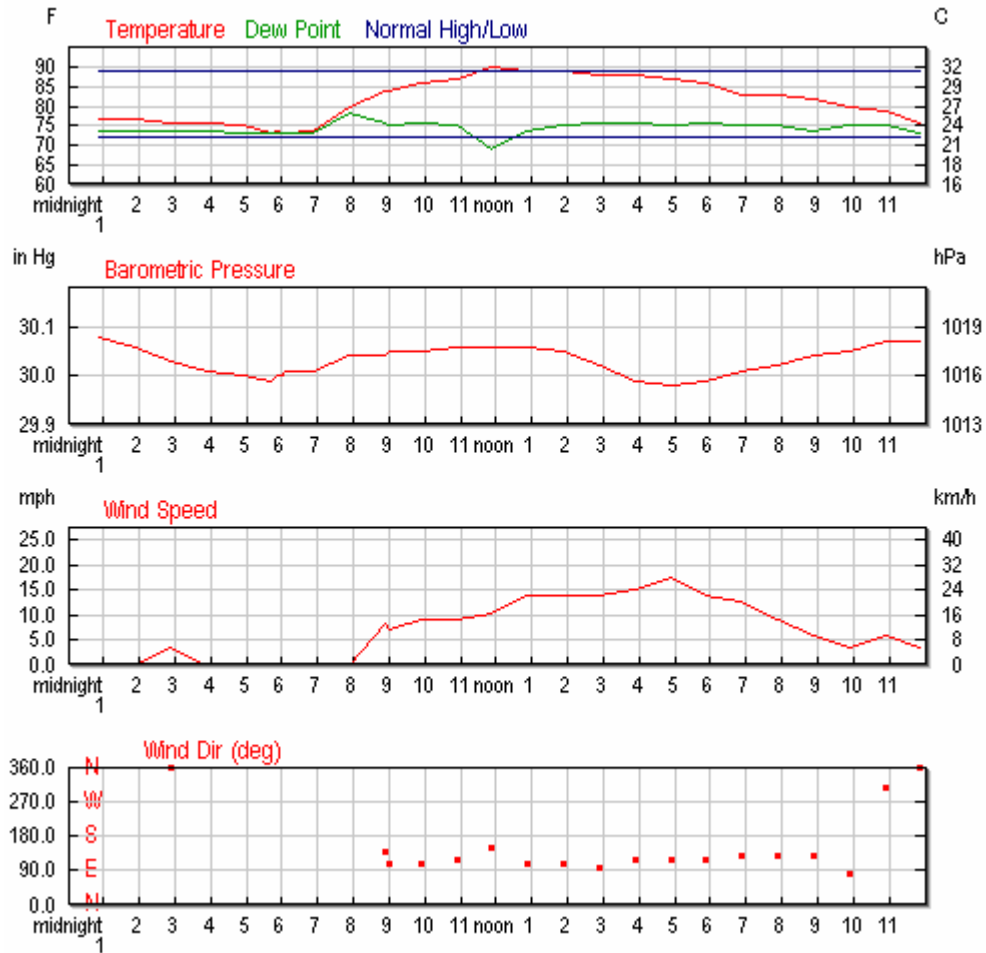 F Temperature Dew Point Normal High/Low C
90 32
85 29
80 27
75 24
70 21
65 18
60 16
midnight 2 3 4 5 6 7 8 9 10 11 noon 1 2 3 4 5 6 7 8 9 10 11
1
in Hg Barometric Pressure hPa
30.1 1019
30.0 1016
29.9 1013
midnight 2 3 4 5 6 7 8 9 10 11 noon 1 2 3 4 5 6 7 8 9 10 11
1
mph Wind Speed km/h
25.0 40
20.0 32
15.0 24
10.0 16
5.0 8
0.0 0
midnight 2 3 4 5 6 7 8 9 10 11 noon 1 2 3 4 5 6 7 8 9 10 11
1
Wind Dir (deg)
360.0 N
270.0 W
180.0 S
90.0 E
0.0 N
midnight 2 3 4 5 6 7 8 9 10 11 noon 1 2 3 4 5 6 7 8 9 10 11
1